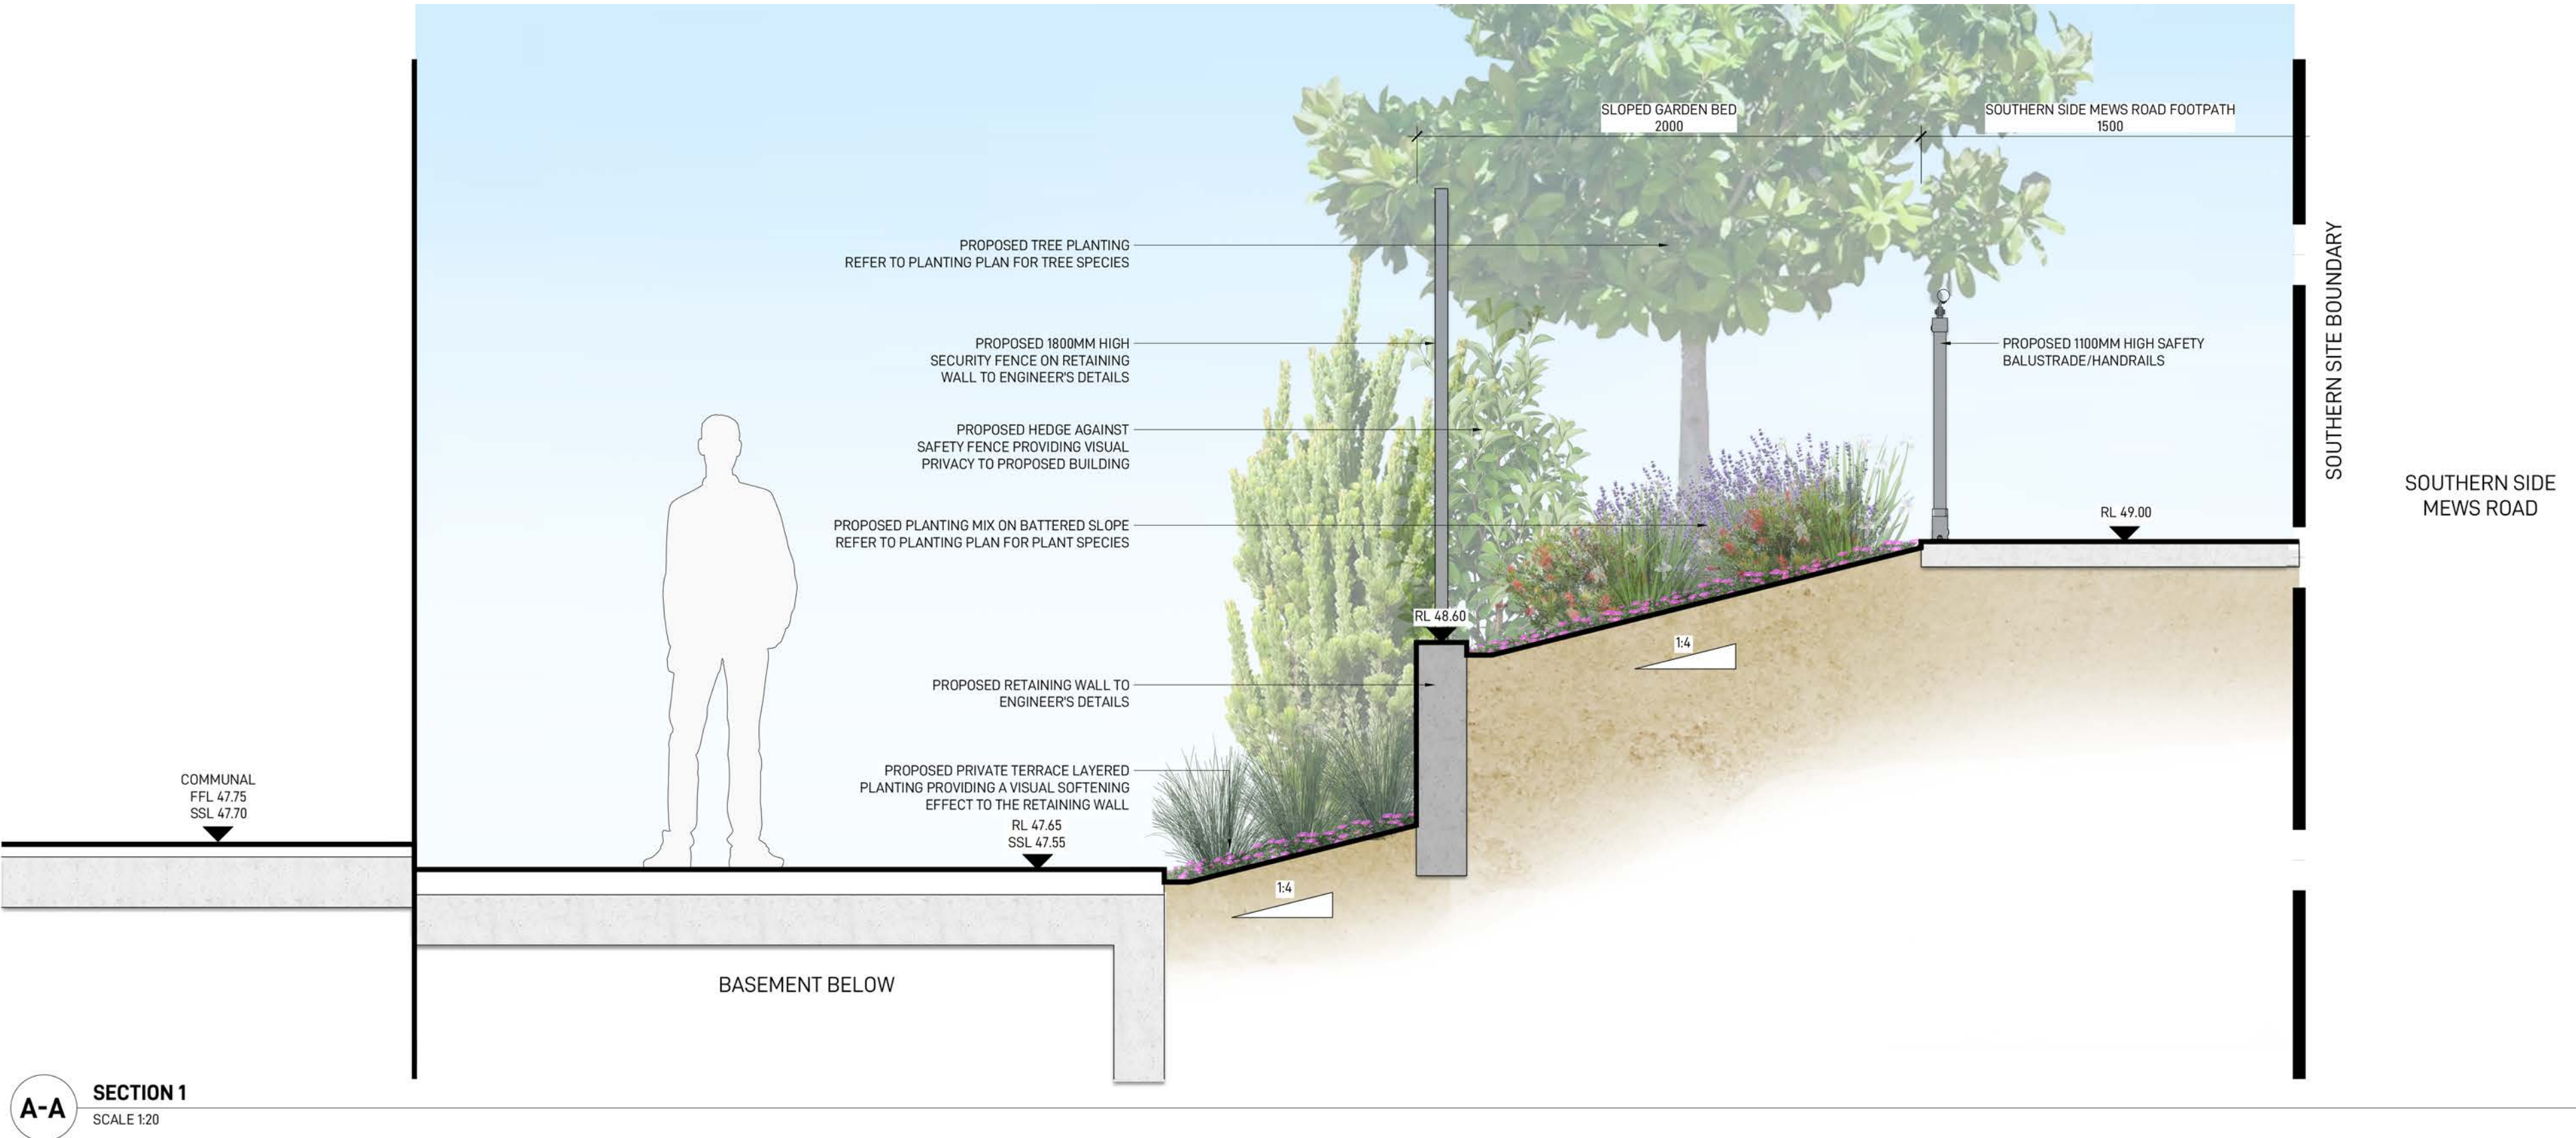 SLOPED GARDEN BED
2000
SOUTHERN SIDE MEWS ROAD FOOTPATH
1500
PROPOSED TREE PLANTING
REFER TO PLANTING PLAN FOR TREE SPECIES
PROPOSED 1800MM HIGH
SECURITY FENCE ON RETAINING
WALL TO ENGINEER'S DETAILS
PROPOSED 1100MM HIGH SAFETY
BALUSTRADE/HANDRAILS
SOUTHERN SITE BOUNDARY
PROPOSED HEDGE AGAINST
SAFETY FENCE PROVIDING VISUAL
PRIVACY TO PROPOSED BUILDING
SOUTHERN SIDE
MEWS ROAD
RL 49.00
PROPOSED PLANTING MIX ON BATTERED SLOPE
REFER TO PLANTING PLAN FOR PLANT SPECIES
RL 48.60
1:4
PROPOSED RETAINING WALL TO
ENGINEER'S DETAILS
PROPOSED PRIVATE TERRACE LAYERED
PLANTING PROVIDING A VISUAL SOFTENING
EFFECT TO THE RETAINING WALL
COMMUNAL
FFL 47.75
SSL 47.70
RL 47.65
SSL 47.55
1:4
BASEMENT BELOW
A-A
SECTION 1
SCALE 1:20